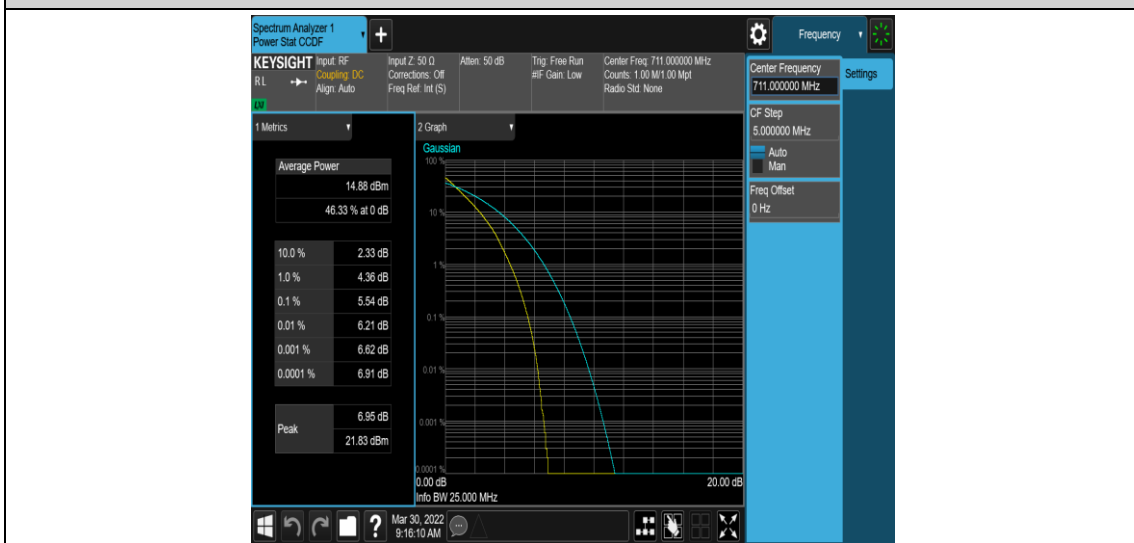 Spectrum Analyzer 1
Power Stat CCDF
+
Frequency
KEYSIGHT
RL
LXI
Input: RF
Coupling: DC
Align: Auto
Input Z: 50 Ω
Corrections: Off
Freq Ref: Int (S)
Atten: 50 dB
Trig: Free Run
#IF Gain: Low
Center Freq: 711.000000 MHz
Counts: 1.00 M/1.00 Mpt
Radio Std: None
Center Frequency
711.000000 MHz
Settings
CF Step
5.000000 MHz
Auto
Man
Freq Offset
0 Hz
1 Metrics
Average Power
14.88 dBm
46.33 % at 0 dB
10.0 % 2.33 dB
1.0 % 4.36 dB
0.1 % 5.54 dB
0.01 % 6.21 dB
0.001 % 6.62 dB
0.0001 % 6.91 dB
Peak 6.95 dB
21.83 dBm
2 Graph
Gaussian
100 %
10 %
1 %
0.1 %
0.01 %
0.001 %
0.0001 %
0.00 dB 20.00 dB
Info BW 25.000 MHz
?
Mar 30, 2022
9:16:10 AM